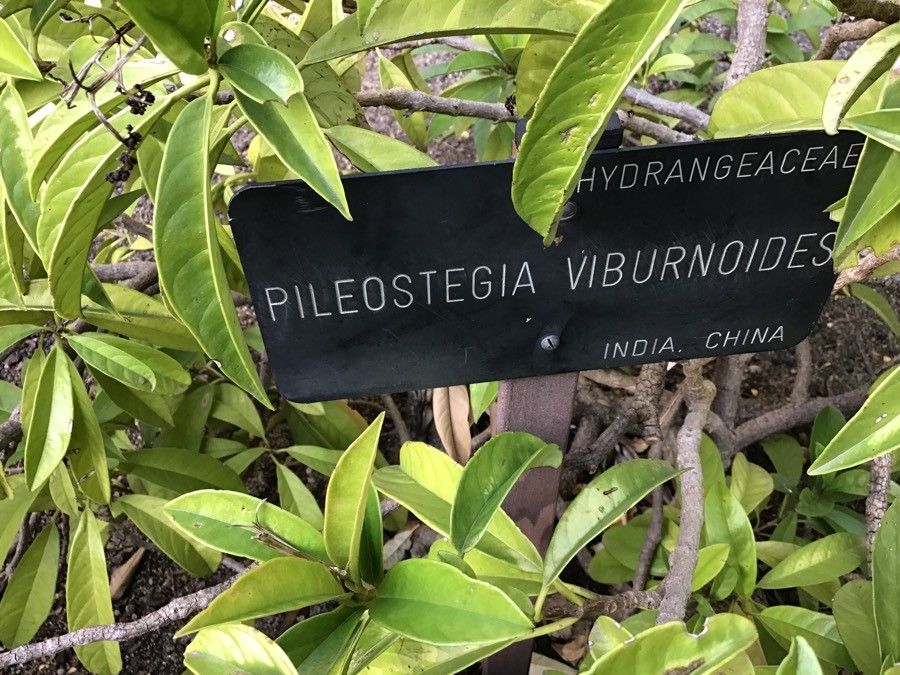 HYDRANGEACEAE
PILEOSTEGIA VIBURNOIDES
INDIA. CHINA